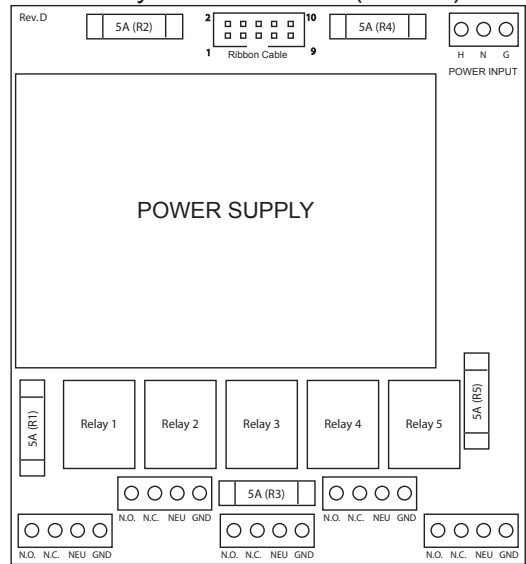 Rev. D
5A (R2)
2
10
1
Ribbon Cable
9
5A (R4)
H N G
POWER INPUT
POWER SUPPLY
5A (R1)
Relay 1
Relay 2
Relay 3
Relay 4
Relay 5
5A (R5)
N.O. N.C. NEU GND
5A (R3)
N.O. N.C. NEU GND
N.O. N.C. NEU GND
N.O. N.C. NEU GND
N.O. N.C. NEU GND